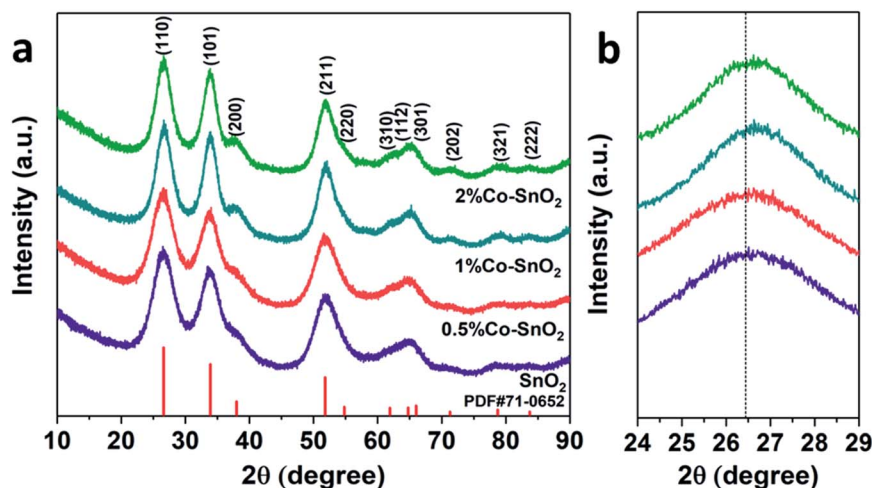 a
Intensity (a.u.)
(110)
(101)
(200)
(211)
(220)
(310)
(112)
(301)
(202)
(321)
(222)
2%Co-SnO₂
1%Co-SnO₂
0.5%Co-SnO₂
SnO₂
PDF#71-0652
10 20 30 40 50 60 70 80 90
2θ (degree)
b
Intensity (a.u.)
24 25 26 27 28 29
2θ (degree)